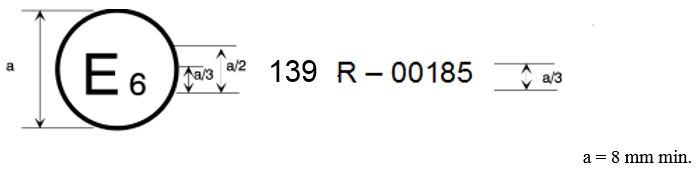 a E 6 a/3 a/2 139 R – 00185 a/3
a = 8 mm min.